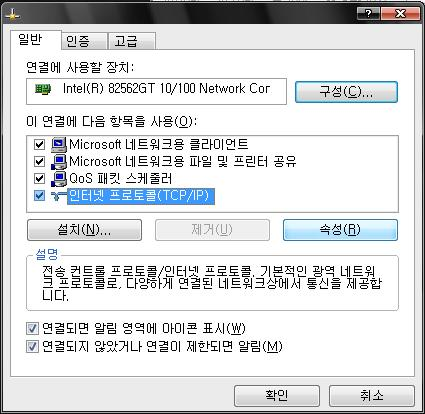 일반
인증
고급
연결에 사용할 장치:
Intel(R) 82562GT 10/100 Network Cor
구성(C)...
이 연결에 다음 항목을 사용(O):
Microsoft 네트워크용 클라이언트
Microsoft 네트워크용 파일 및 프린터 공유
QoS 패킷 스케줄러
인터넷 프로토콜(TCP/IP)
설치(N)...
제거(U)
속성(R)
설명
전송 컨트롤 프로토콜/인터넷 프로토콜. 기본적인 광역 네트워
크 프로토콜로, 다양하게 연결된 네트워크상에서 통신을 제공합
니다.
연결되면 알림 영역에 아이콘 표시(W)
연결되지 않았거나 연결이 제한되면 알림(M)
확인
취소